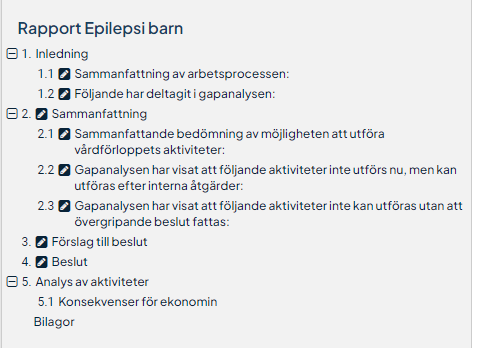 Rapport Epilepsi barn
1. Inledning
1.1 Sammanfattning av arbetsprocessen:
1.2 Följande har deltagit i gapanalysen:
2. Sammanfattning
2.1 Sammanfattande bedömning av möjligheten att utföra
vårdförloppets aktiviteter:
2.2 Gapanalysen har visat att följande aktiviteter inte utförs nu, men kan
utföras efter interna åtgärder:
2.3 Gapanalysen har visat att följande aktiviteter inte kan utföras utan att
övergripande beslut fattas:
3. Förslag till beslut
4. Beslut
5. Analys av aktiviteter
5.1 Konsekvenser för ekonomin
Bilagor